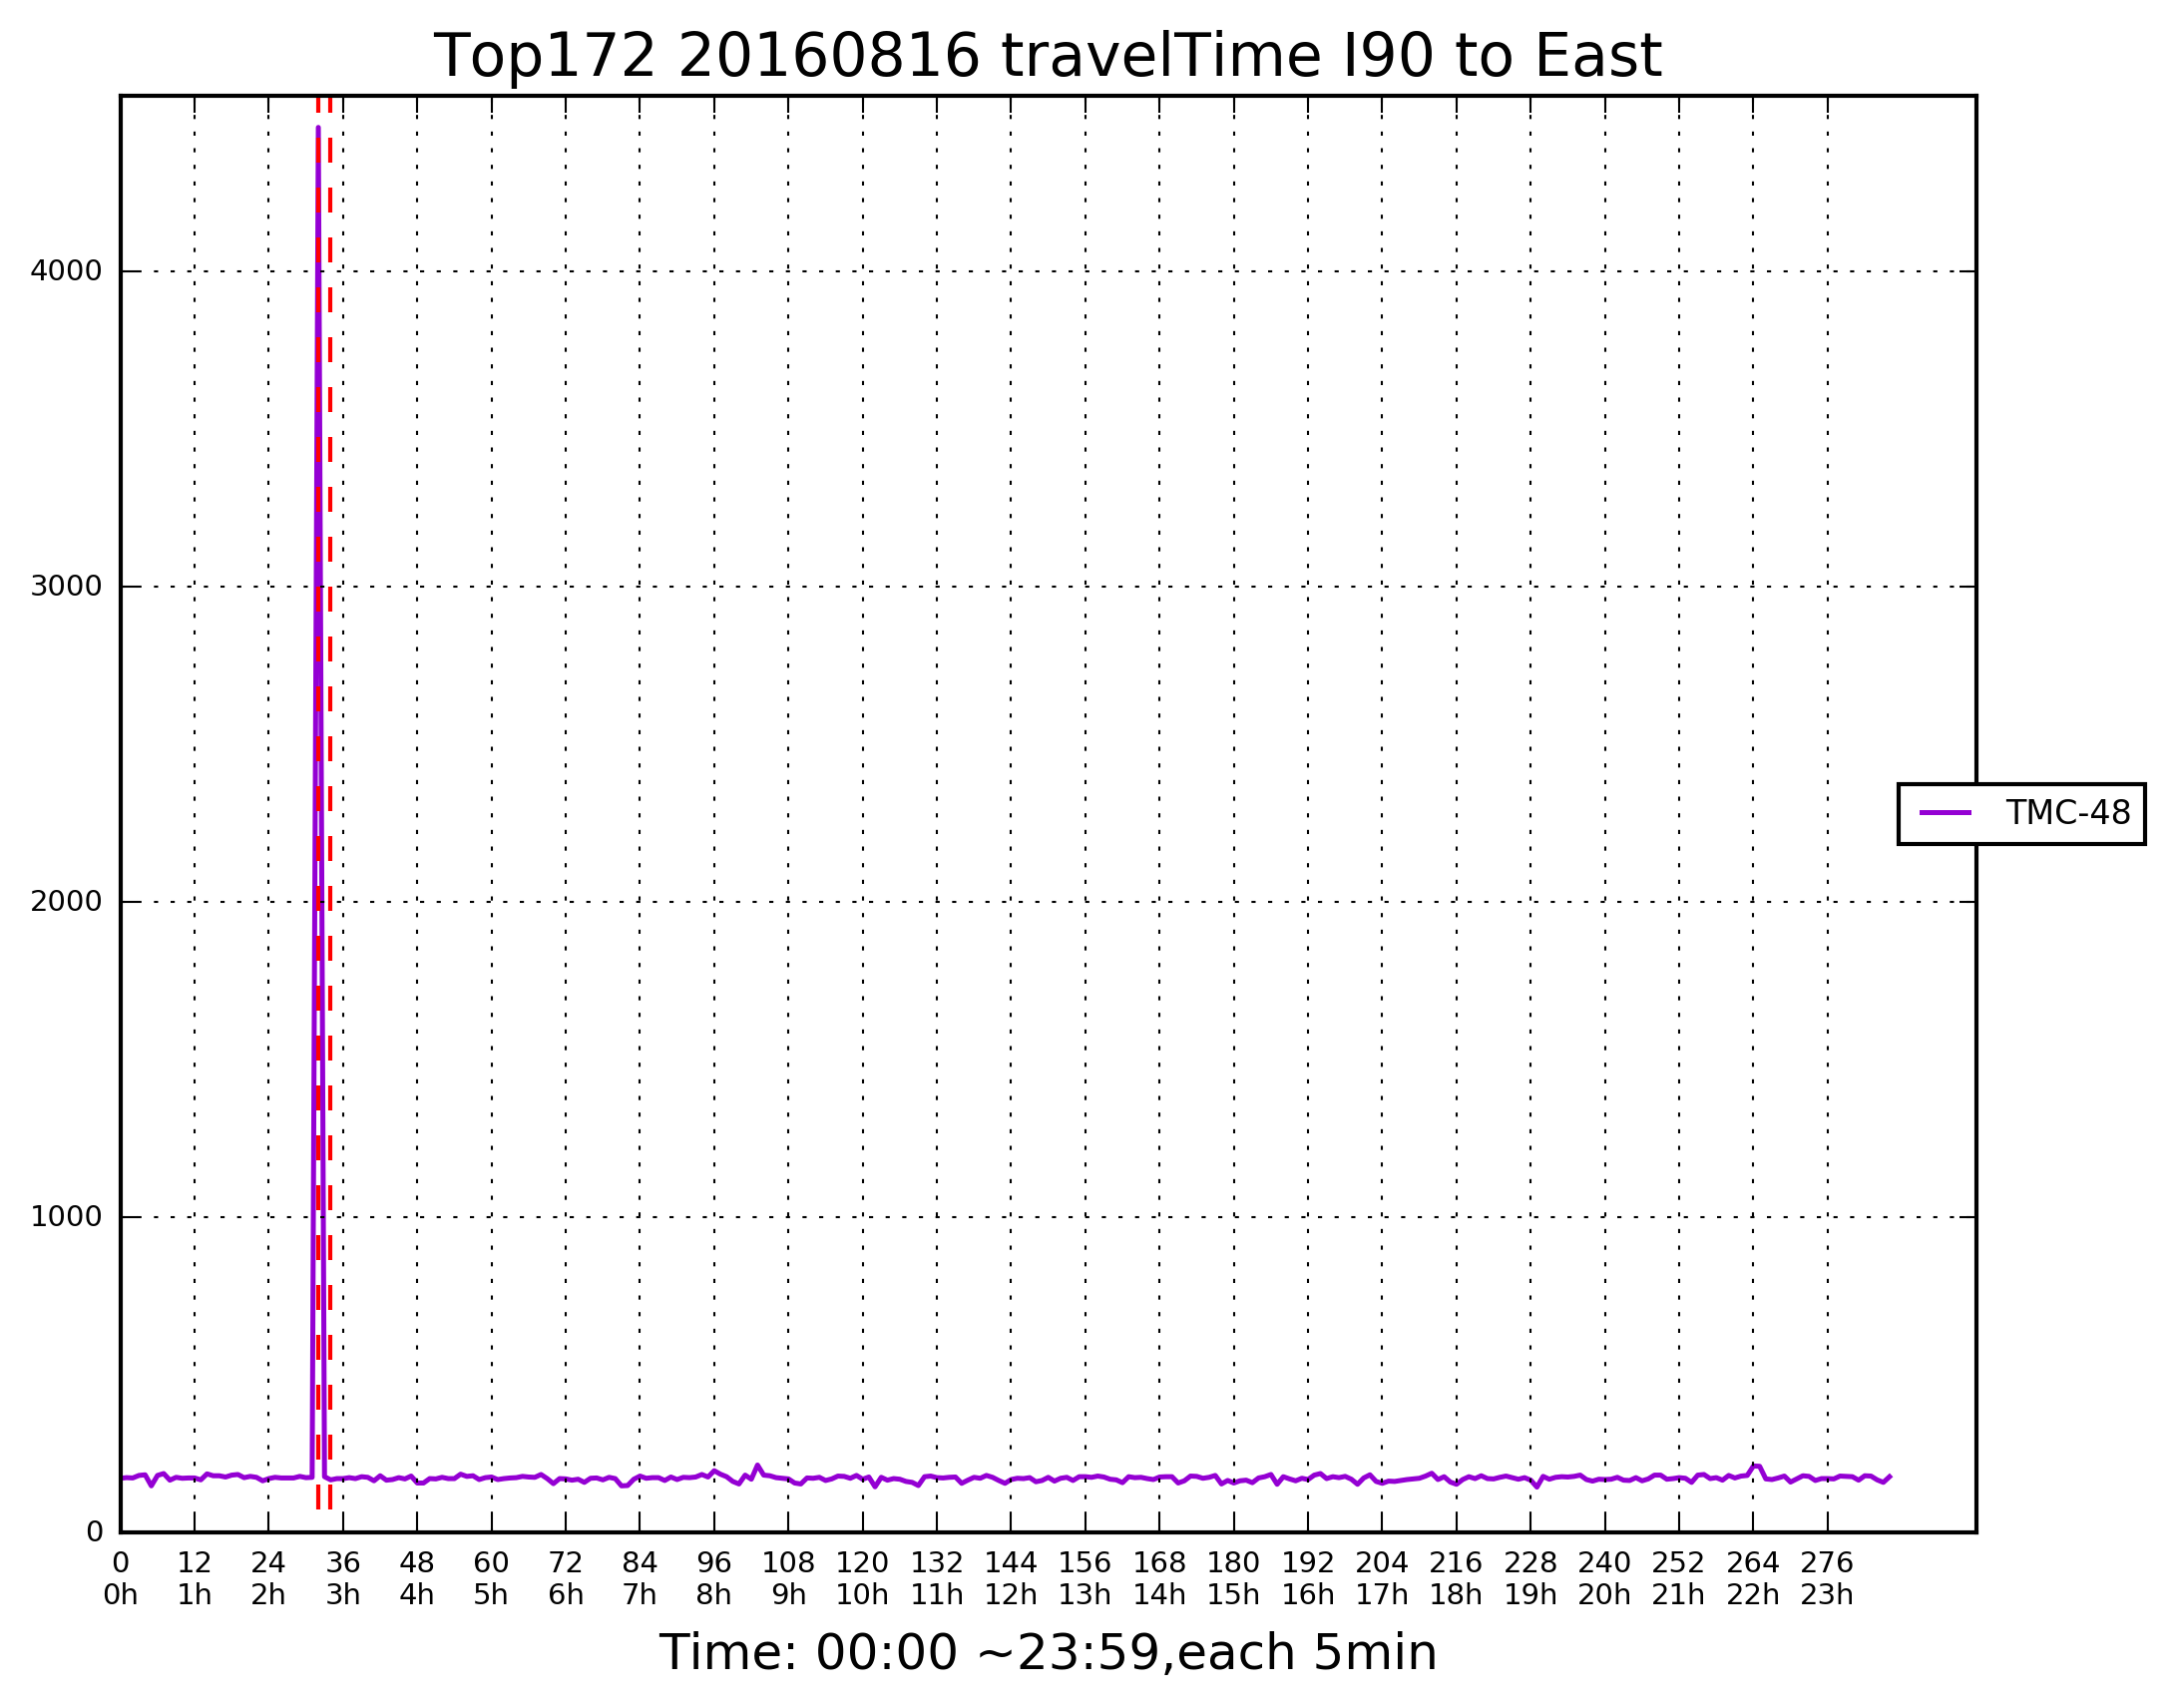 Top172 20160816 travelTime I90 to East
4000
3000
2000
1000
0
TMC-48
0 12 24 36 48 60 72 84 96 108 120 132 144 156 168 180 192 204 216 228 240 252 264 276
0h 1h 2h 3h 4h 5h 6h 7h 8h 9h 10h 11h 12h 13h 14h 15h 16h 17h 18h 19h 20h 21h 22h 23h
Time: 00:00 ~23:59,each 5min